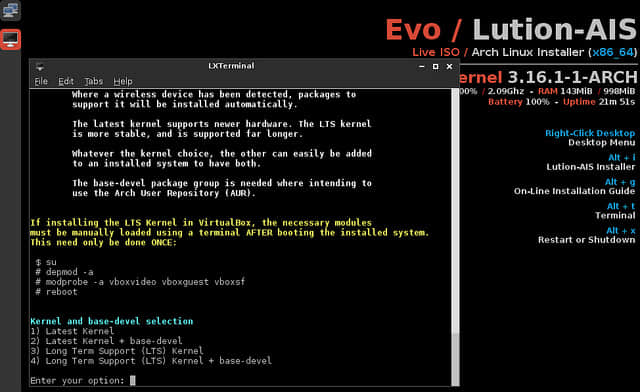 Evo / Lution-AIS
Live ISO / Arch Linux Installer (x86_64)
ernel 3.16.1-1-ARCH
00% / 2.09Ghz - RAM 143MiB / 998MiB
Battery 100% - Uptime 21m 51s
Right-Click Desktop
Desktop Menu
Alt + i
Lution-AIS Installer
Alt + g
On-Line Installation Guide
Alt + t
Terminal
Alt + x
Restart or Shutdown
LXTerminal
File Edit Tabs Help
Where a wireless device has been detected, packages to
support it will be installed automatically.
The latest kernel supports newer hardware. The LTS kernel
is more stable, and is supported far longer.
Whatever the kernel choice, the other can easily be added
to an installed system to have both.
The base-devel package group is needed where intending to
use the Arch User Repository (AUR).
If installing the LTS Kernel in VirtualBox, the necessary modules
must be manually loaded using a terminal AFTER booting the installed system.
This need only be done ONCE:
$ su
# depmod -a
# modprobe -a vboxvideo vboxguest vboxsf
# reboot
Kernel and base-devel selection
1) Latest Kernel
2) Latest Kernel + base-devel
3) Long Term Support (LTS) Kernel
4) Long Term Support (LTS) Kernel + base-devel
Enter your option: